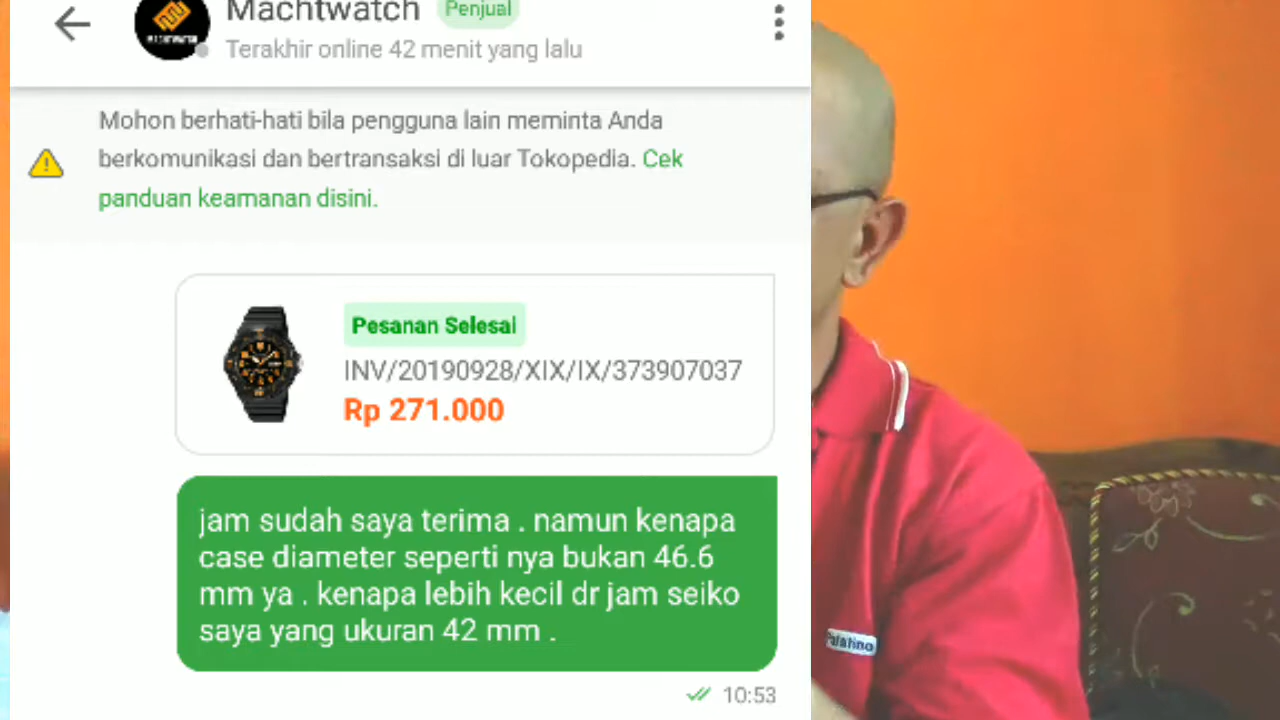 Machtwatch
Penjual
Terakhir online 42 menit yang lalu
Mohon berhati-hati bila pengguna lain meminta Anda
berkomunikasi dan bertransaksi di luar Tokopedia. Cek
panduan keamanan disini.
Pesanan Selesai
INV/20190928/XIX/IX/373907037
Rp 271.000
jam sudah saya terima . namun kenapa
case diameter seperti nya bukan 46.6
mm ya . kenapa lebih kecil dr jam seiko
saya yang ukuran 42 mm .
10:53